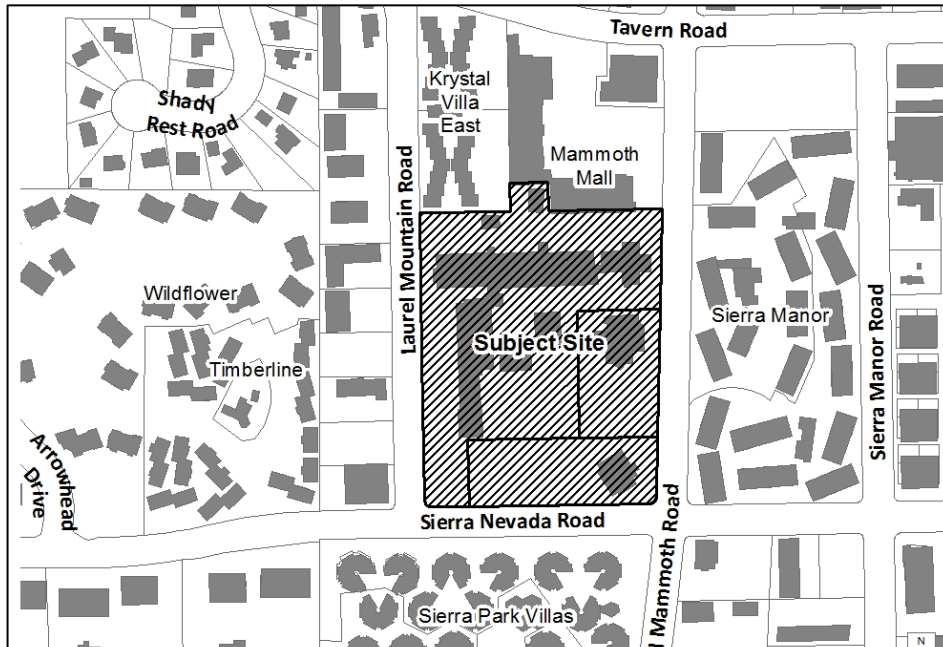 Tavern Road
Krystal
Villa
East
Shady
Rest Road
Mammoth
Mall
Laurel Mountain Road
Wildflower
Sierra Manor
Sierra Manor Road
Subject Site
Timberline
Arrowhead
Drive
Sierra Nevada Road
Mammoth Road
Sierra Park Villas
N